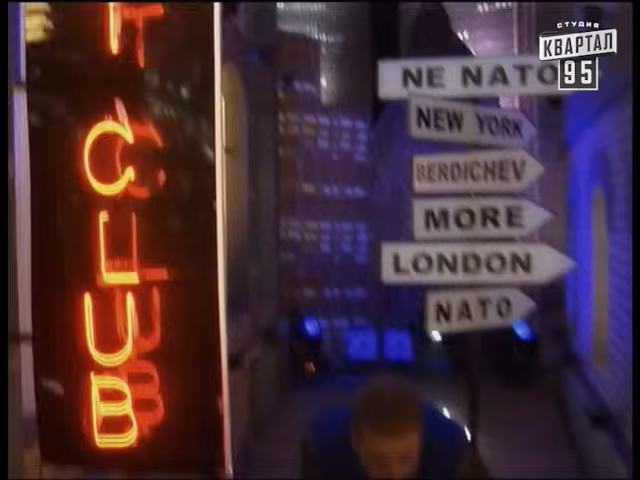 СТУДИЯ
КВАРТАЛ
95
NE NATO
NEW YORK
BERDICHEV
MORE
LONDON
NATO
T
CLUB